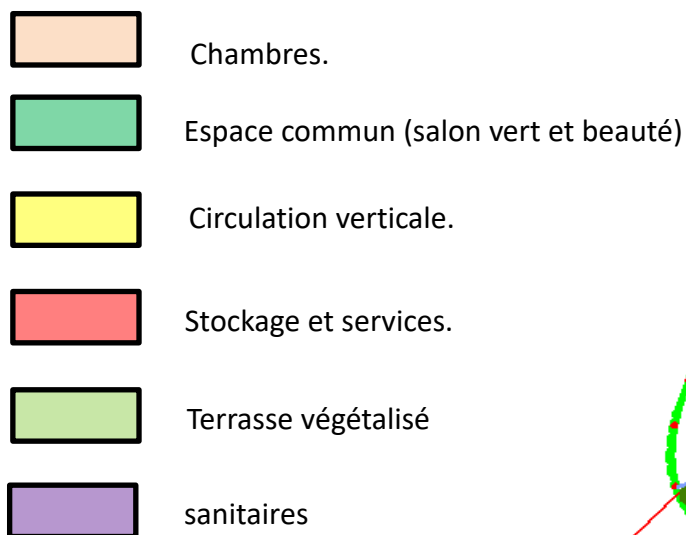 Chambres.
Espace commun (salon vert et beauté)
Circulation verticale.
Stockage et services.
Terrasse végétalisé
sanitaires